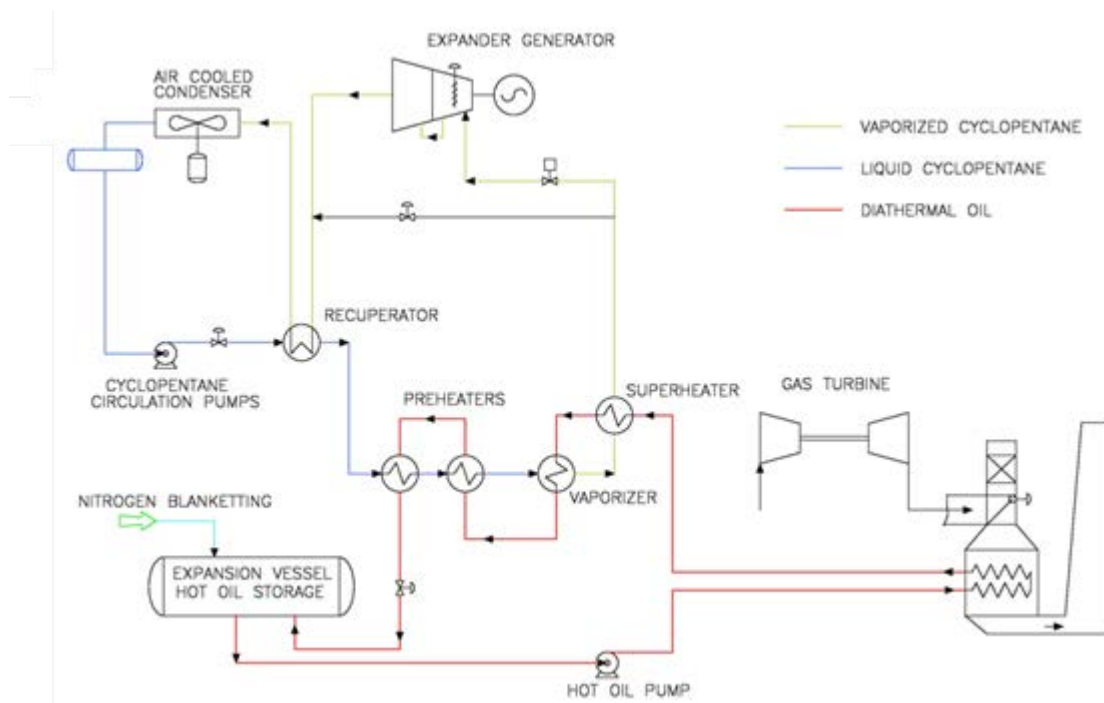 EXPANDER GENERATOR
AIR COOLED
CONDENSER
VAPORIZED CYCLOPENTANE
LIQUID CYCLOPENTANE
DIATHERMAL OIL
RECUPERATOR
CYCLOPENTANE
CIRCULATION PUMPS
PREHEATERS
SUPERHEATER
GAS TURBINE
VAPORIZER
NITROGEN BLANKETTING
EXPANSION VESSEL
HOT OIL STORAGE
HOT OIL PUMP